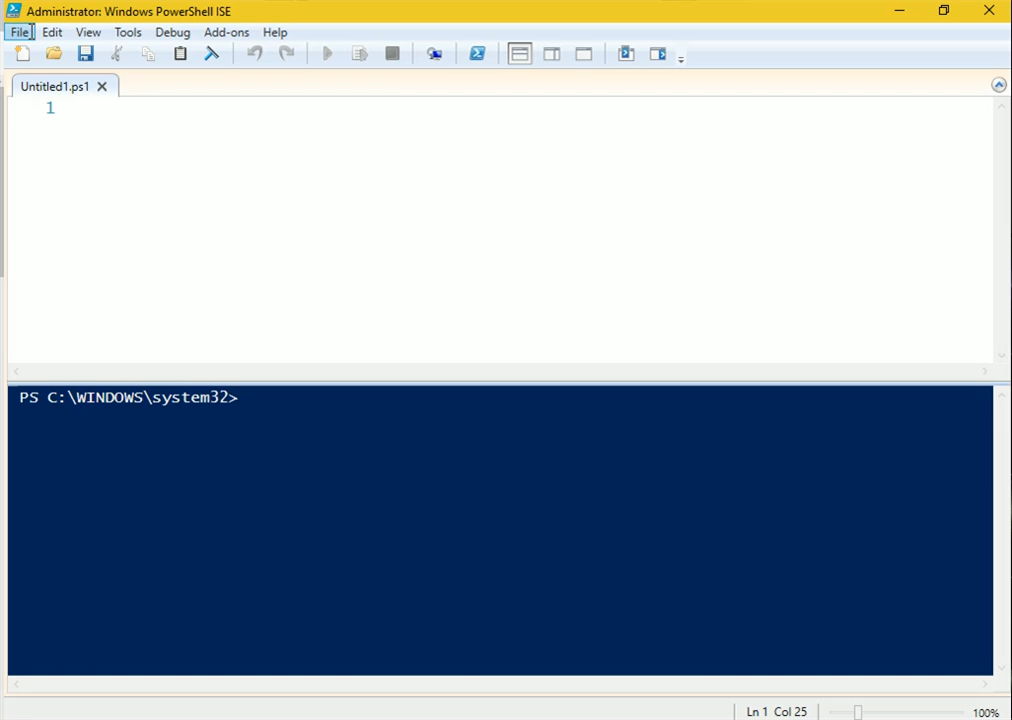 Administrator: Windows PowerShell ISE
File Edit View Tools Debug Add-ons Help
Untitled1.ps1
1
PS C:\WINDOWS\system32>
Ln 1 Col 25 100%